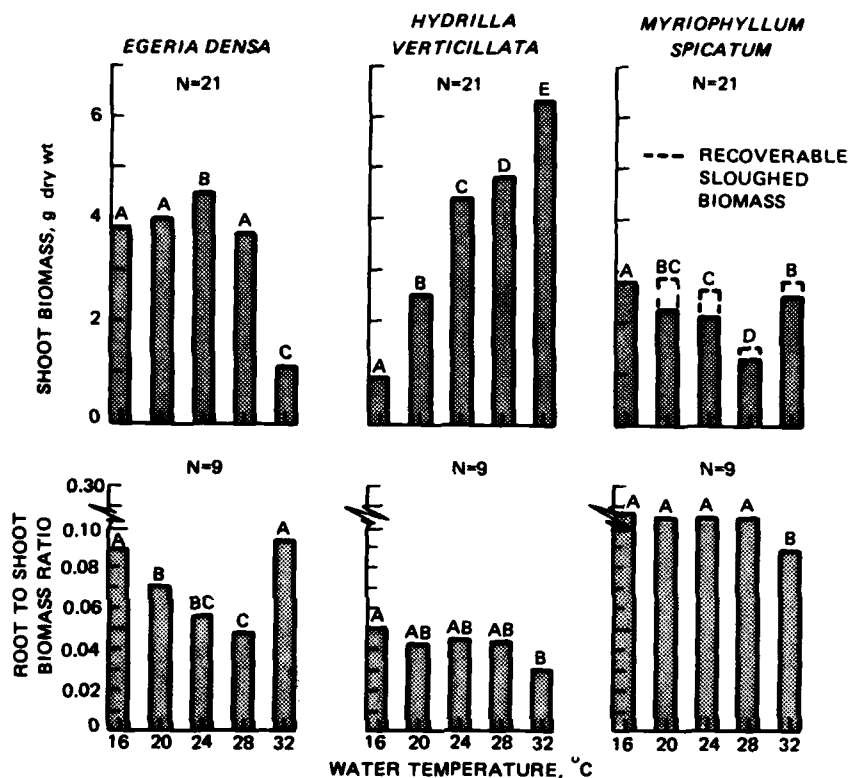 EGERIA DENSA
HYDRILLA
VERTICILLATA
MYRIOPHYLLUM
SPICATUM
N=21
N=21
N=21
RECOVERABLE
SLOUGHED
BIOMASS
SHOOT BIOMASS, g dry wt
6
4
2
0
A
A
B
A
C
A
B
C
D
E
A
BC
C
D
B
N=9
N=9
N=9
ROOT TO SHOOT
BIOMASS RATIO
0.30
0.10
0.08
0.06
0.04
0.02
0
A
B
BC
C
A
A
AB
AB
AB
B
A
A
A
A
B
16 20 24 28 32
16 20 24 28 32
16 20 24 28 32
WATER TEMPERATURE, °C